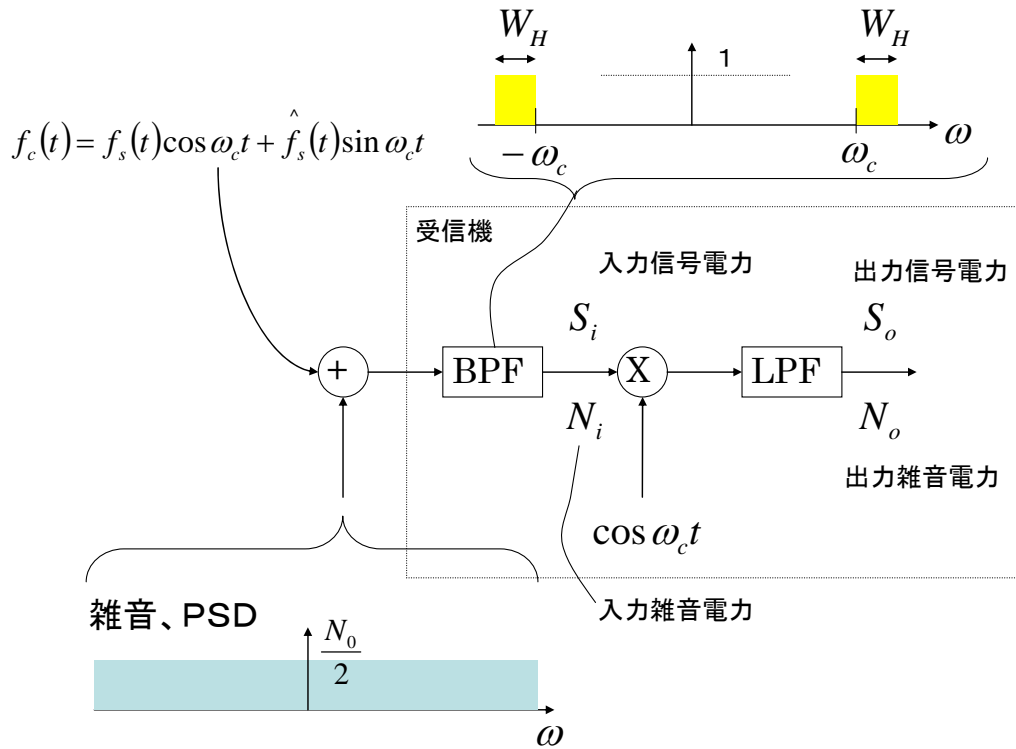 W_H
W_H
1
f_c(t) = f_s(t)cos ω_c t + \hat{f}_s(t)sin ω_c t
−ω_c
ω_c
ω
受信機
入力信号電力
出力信号電力
S_i
S_o
+
BPF
X
LPF
N_i
N_o
出力雑音電力
cos ω_c t
雑音、PSD
入力雑音電力
N_0/2
ω